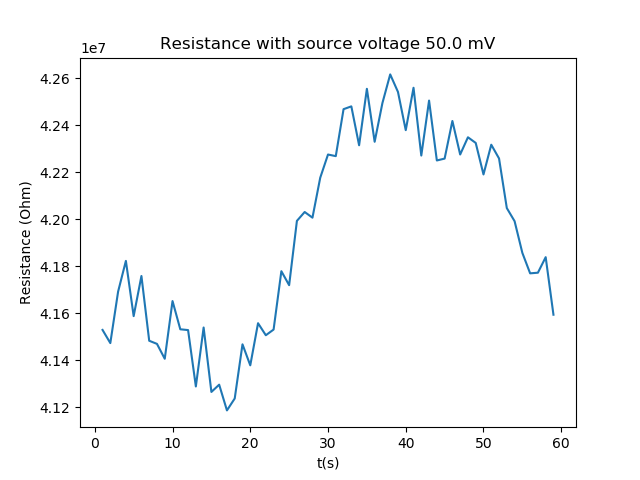 Resistance with source voltage 50.0 mV
1e7
4.26
4.24
4.22
4.20
4.18
4.16
4.14
4.12
Resistance (Ohm)
0 10 20 30 40 50 60
t(s)